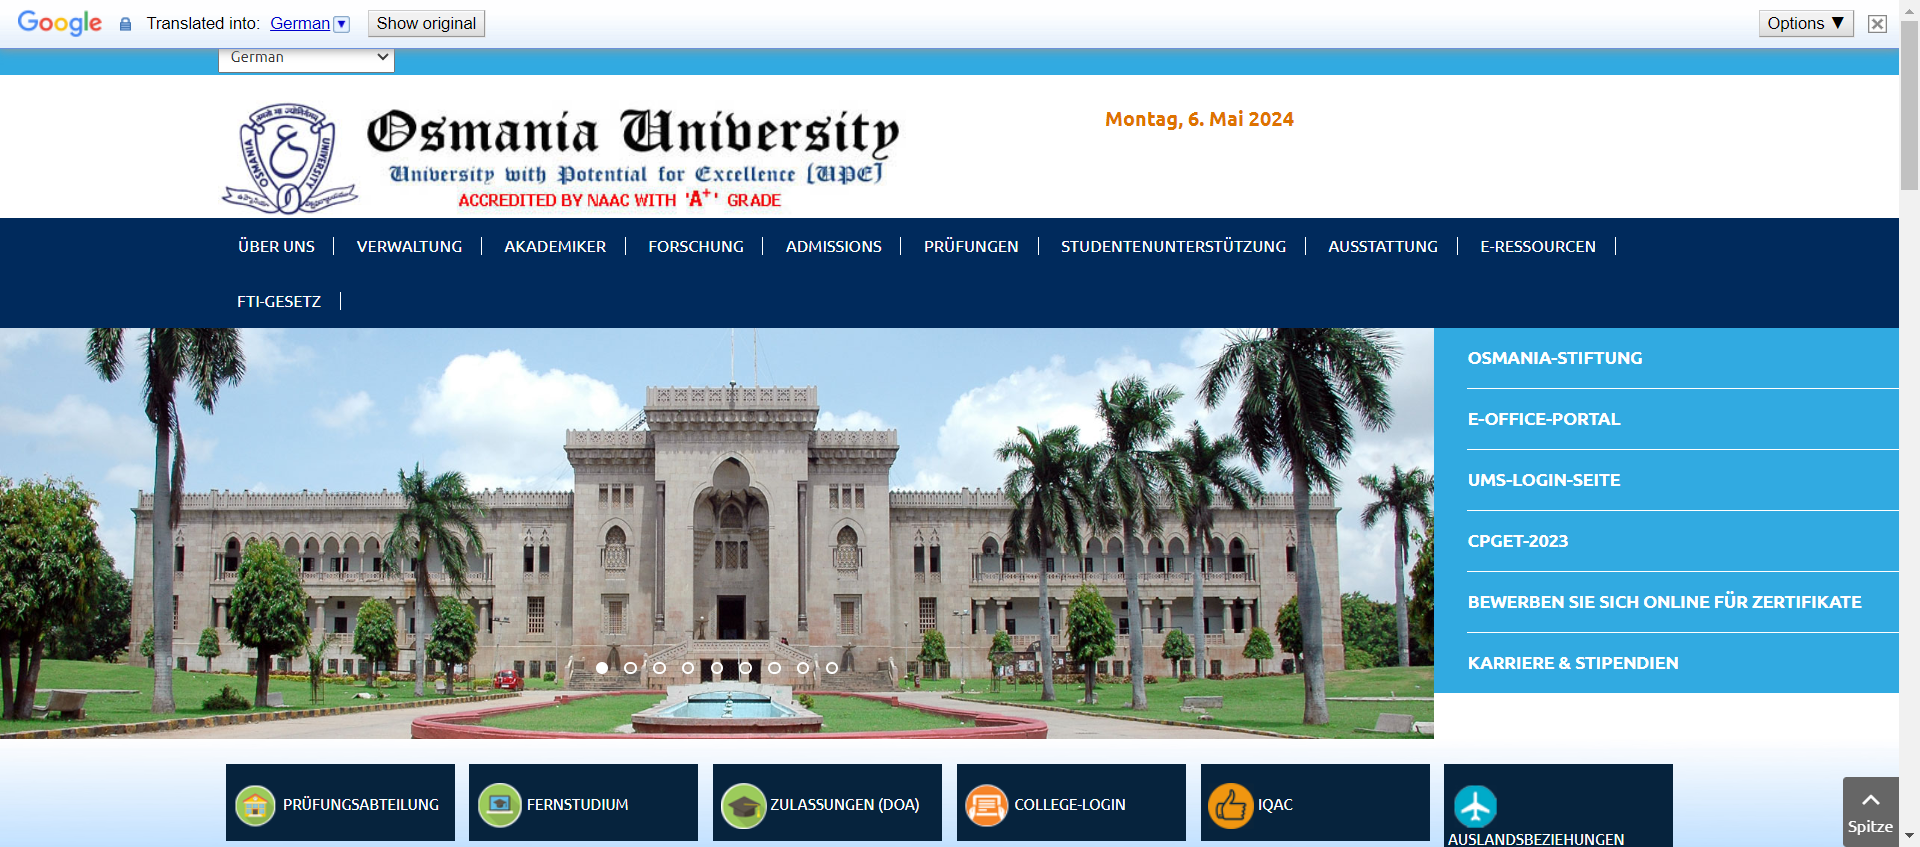 Google Translated into: German Show original Options ▼
German
Osmania University
University with Potential for Excellence [UPE]
ACCREDITED BY NAAC WITH 'A+' GRADE
OSMANIA UNIVERSITY
Montag, 6. Mai 2024
ÜBER UNS VERWALTUNG AKADEMIKER FORSCHUNG ADMISSIONS PRÜFUNGEN STUDENTENUNTERSTÜTZUNG AUSSTATTUNG E-RESSOURCEN
FTI-GESETZ
OSMANIA-STIFTUNG
E-OFFICE-PORTAL
UMS-LOGIN-SEITE
CPGET-2023
BEWERBEN SIE SICH ONLINE FÜR ZERTIFIKATE
KARRIERE & STIPENDIEN
PRÜFUNGSABTEILUNG FERNSTUDIUM ZULASSUNGEN (DOA) COLLEGE-LOGIN IQAC
AUSLANDSBEZIEHUNGEN
Spitze